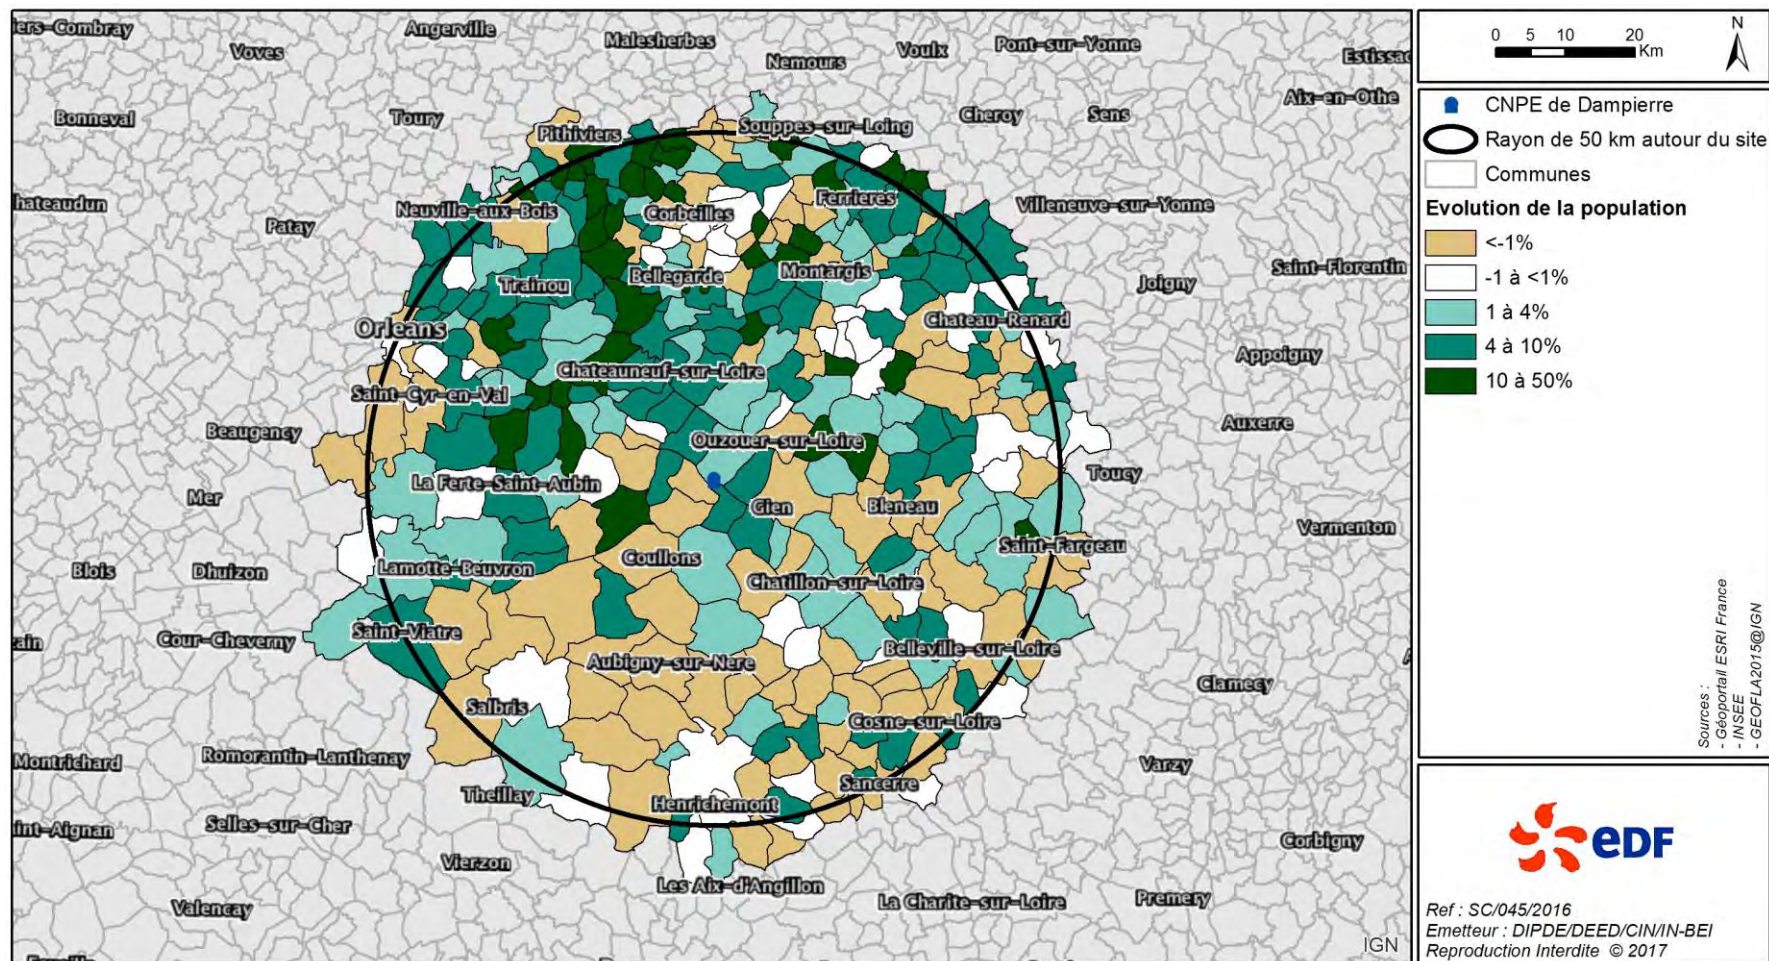 iers-Combray
Angerville
Malesherbes
Voulx
Pont-sur-Yonne
Voves
Nemours
Estissac
Bonneval
Toury
Pithiviers
Souppes-sur-Loing
Cheroy
Sens
Aix-en-Othe
hateaudun
Patay
Neuville-aux-Bois
Corbeilles
Ferrieres
Villeneuve-sur-Yonne
Trainou
Bellegarde
Montargis
Joigny
Saint-Florentin
Orleans
Chateau-Renard
Appoigny
Saint-Cyr-en-Val
Chateauneuf-sur-Loire
Beaugency
Ouzouer-sur-Loire
Auxerre
Mer
La Ferte-Saint-Aubin
Gien
Bleneau
Toucy
Vermenton
Blois
Dhuizon
Lamotte-Beuvron
Coullons
Chatillon-sur-Loire
Saint-Fargeau
zain
Cour-Cheverny
Saint-Viatre
Aubigny-sur-Nere
Belleville-sur-Loire
Clamecy
Salbris
Cosne-sur-Loire
Montrichard
Romorantin-Lanthenay
Theillay
Henrichemont
Sancerre
Varzy
int-Aignan
Selles-sur-Cher
Vierzon
Corbigny
Les Aix-d'Angillon
La Charite-sur-Loire
Premery
Valencay
IGN
0 5 10 20
Km
N
CNPE de Dampierre
Rayon de 50 km autour du site
Communes
Evolution de la population
<-1%
-1 à <1%
1 à 4%
4 à 10%
10 à 50%
Sources :
- Géoportail ESRI France
- INSEE
- GEOFLA2015@IGN
eDF
Ref : SC/045/2016
Emetteur : DIPDE/DEED/CIN/IN-BEI
Reproduction Interdite © 2017